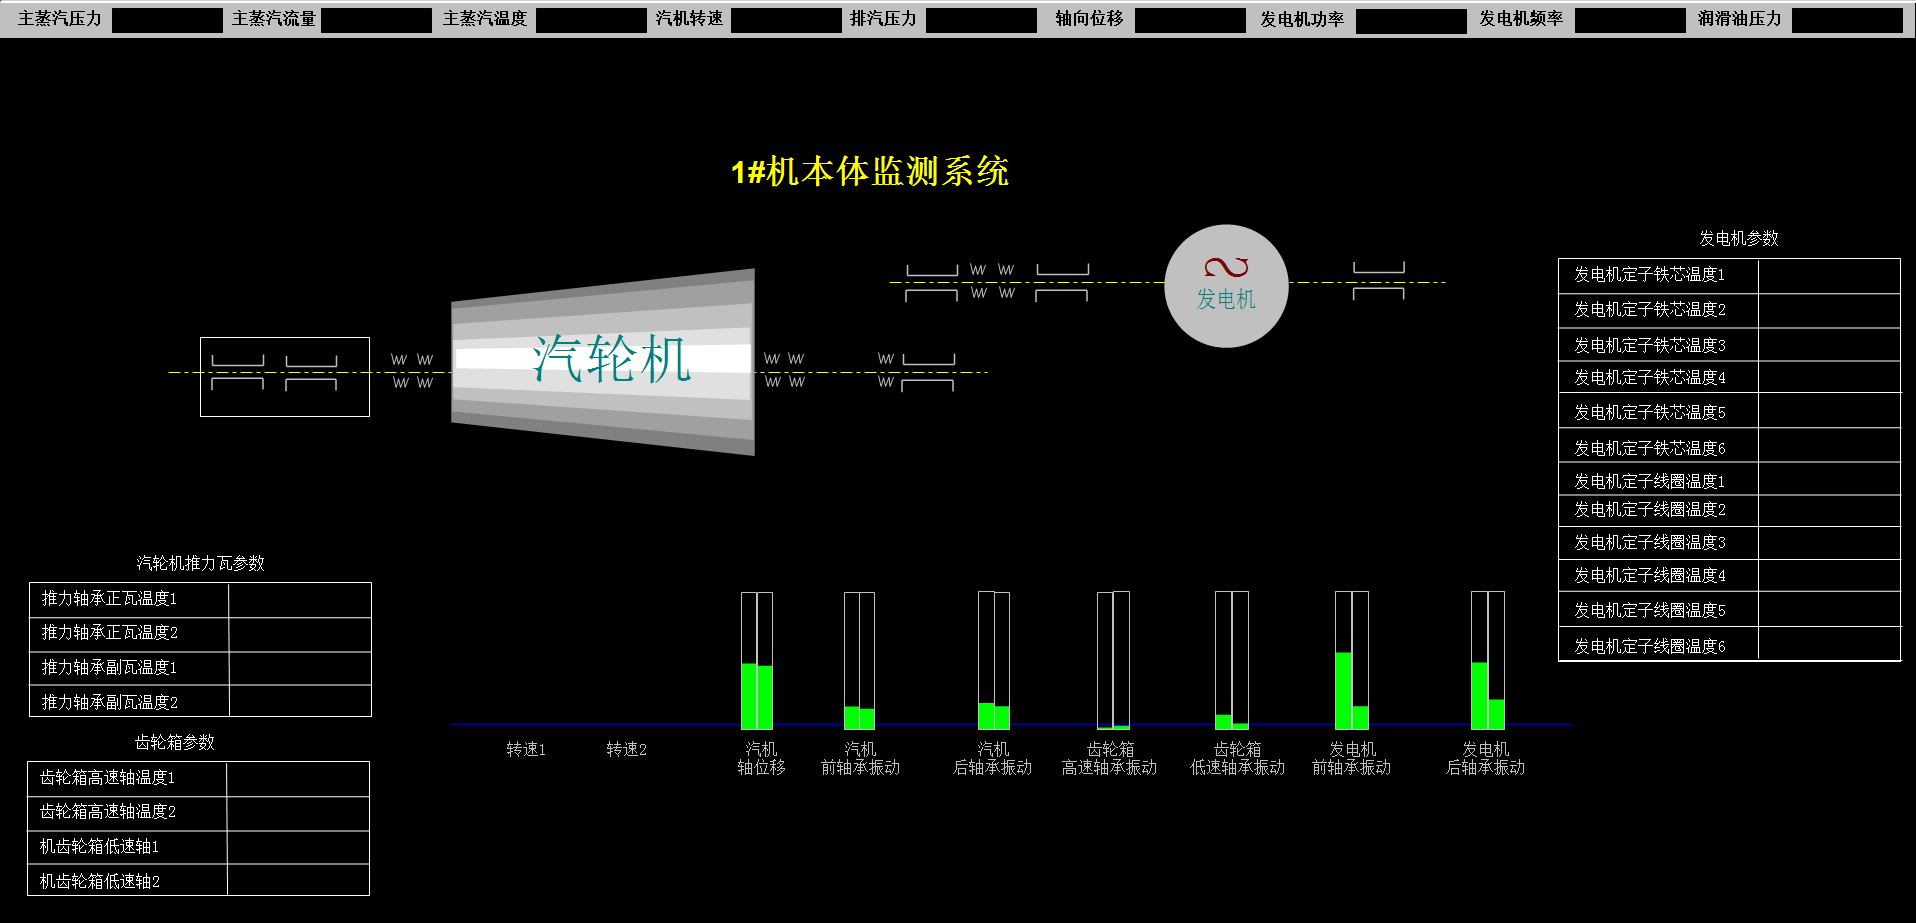 主蒸汽压力 主蒸汽流量 主蒸汽温度 汽机转速 排汽压力 轴向位移 发电机功率 发电机频率 润滑油压力
1#机本体监测系统
汽轮机
发电机
发电机参数
发电机定子铁芯温度1
发电机定子铁芯温度2
发电机定子铁芯温度3
发电机定子铁芯温度4
发电机定子铁芯温度5
发电机定子铁芯温度6
发电机定子线圈温度1
发电机定子线圈温度2
发电机定子线圈温度3
发电机定子线圈温度4
发电机定子线圈温度5
发电机定子线圈温度6
汽轮机推力瓦参数
推力轴承正瓦温度1
推力轴承正瓦温度2
推力轴承副瓦温度1
推力轴承副瓦温度2
齿轮箱参数
齿轮箱高速轴温度1
齿轮箱高速轴温度2
机齿轮箱低速轴1
机齿轮箱低速轴2
转速1
转速2
汽机
轴位移
汽机
前轴承振动
汽机
后轴承振动
齿轮箱
高速轴承振动
齿轮箱
低速轴承振动
发电机
前轴承振动
发电机
后轴承振动